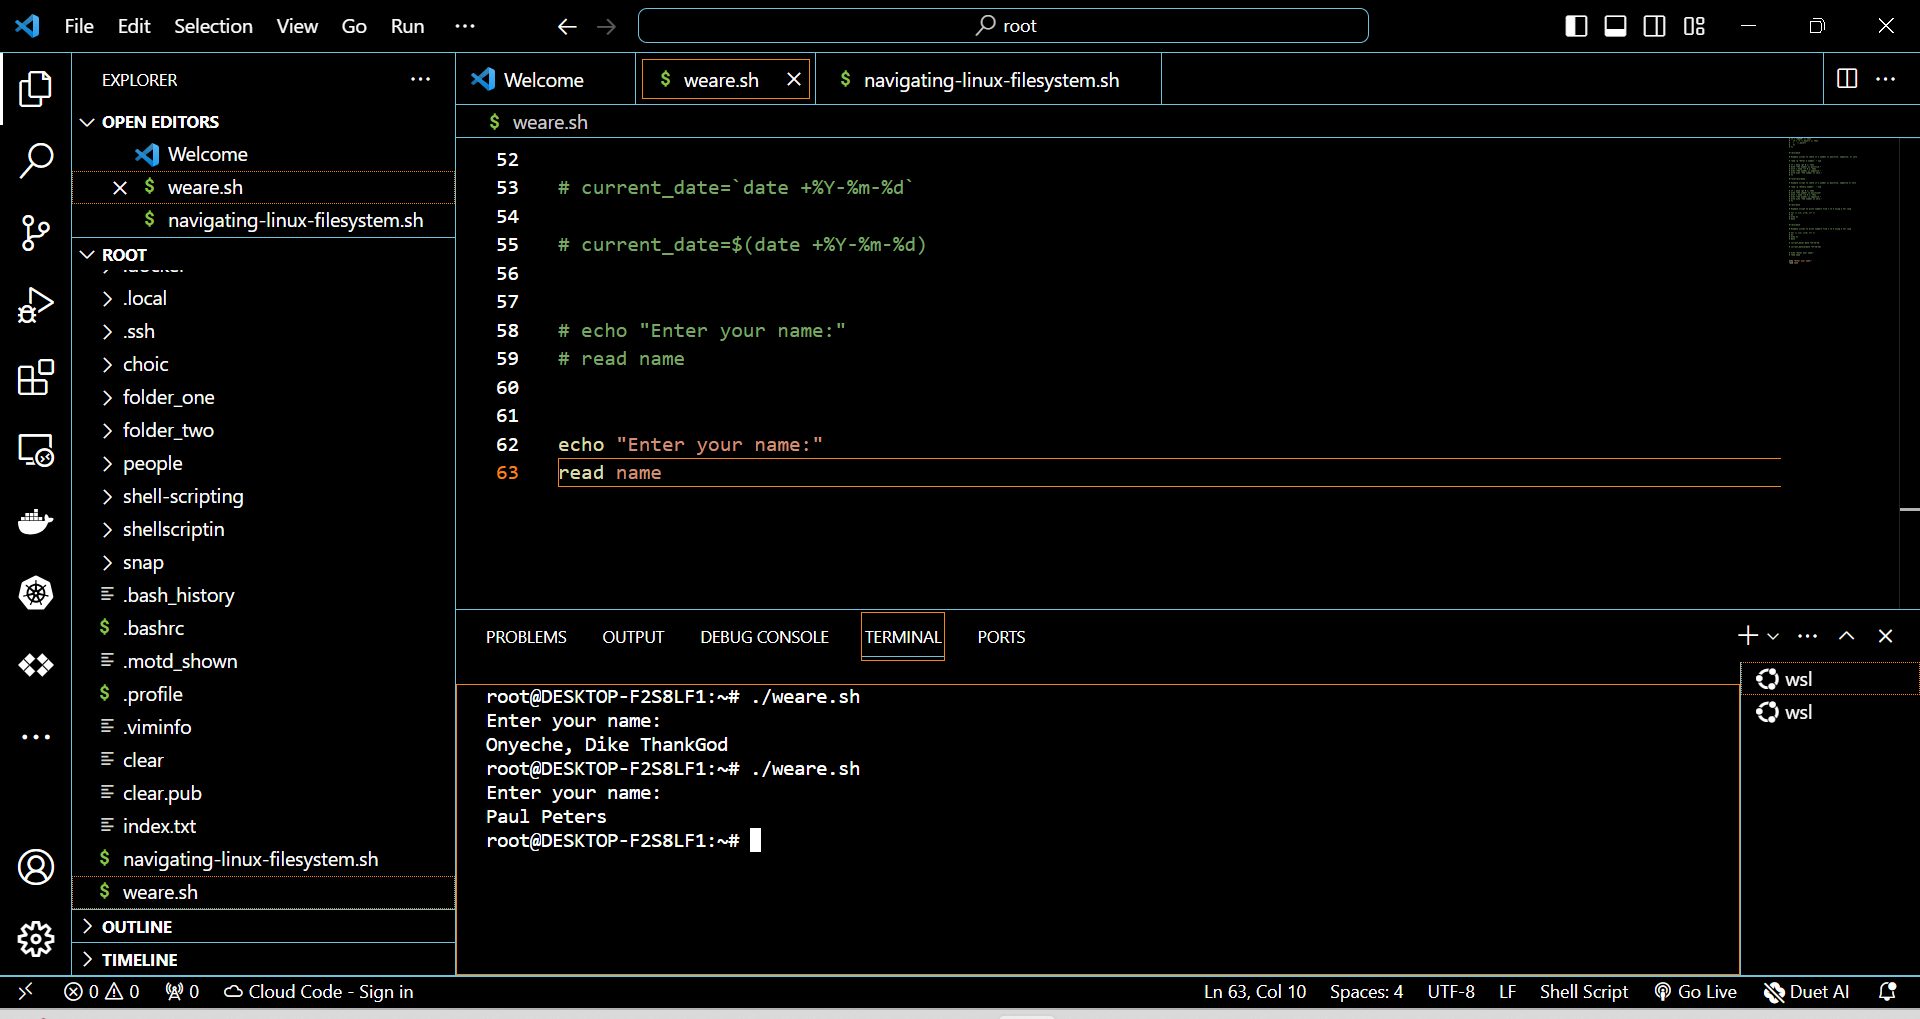 File Edit Selection View Go Run ···
root
EXPLORER
OPEN EDITORS
Welcome
$ weare.sh
$ navigating-linux-filesystem.sh
ROOT
.local
.ssh
choic
folder_one
folder_two
people
shell-scripting
shellscriptin
snap
.bash_history
$ .bashrc
.motd_shown
$ .profile
.viminfo
clear
clear.pub
index.txt
$ navigating-linux-filesystem.sh
$ weare.sh
OUTLINE
TIMELINE
Welcome
$ weare.sh
$ navigating-linux-filesystem.sh
$ weare.sh
52
53 # current_date=`date +%Y-%m-%d`
54
55 # current_date=$(date +%Y-%m-%d)
56
57
58 # echo "Enter your name:"
59 # read name
60
61
62 echo "Enter your name:"
63 read name
PROBLEMS OUTPUT DEBUG CONSOLE TERMINAL PORTS
root@DESKTOP-F2S8LF1:~# ./weare.sh
Enter your name:
Onyeche, Dike ThankGod
root@DESKTOP-F2S8LF1:~# ./weare.sh
Enter your name:
Paul Peters
root@DESKTOP-F2S8LF1:~#
wsl
wsl
0 0 0 Cloud Code - Sign in Ln 63, Col 10 Spaces: 4 UTF-8 LF Shell Script Go Live Duet AI